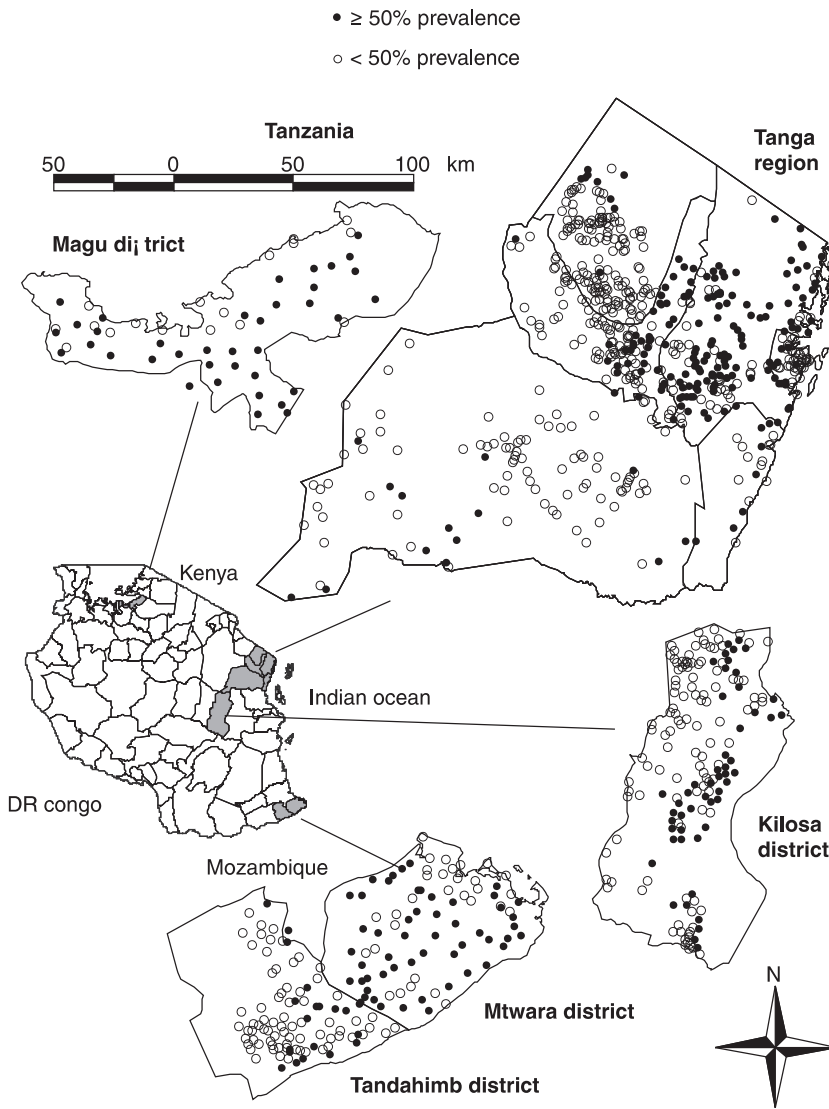 ● ≥ 50% prevalence
○ < 50% prevalence
Tanzania
50 0 50 100 km
Tanga
region
Magu di¡ trict
Kenya
Indian ocean
DR congo
Kilosa
district
Mozambique
Mtwara district
Tandahimb district
N